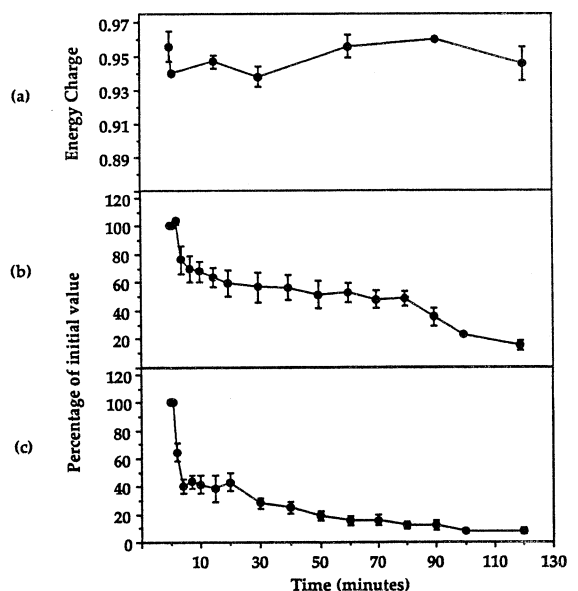 (a)
Energy Charge
0.97
0.95
0.93
0.91
0.89
(b)
Percentage of initial value
120
100
80
60
40
20
(c)
120
100
80
60
40
20
0
10 30 50 70 90 110 130
Time (minutes)